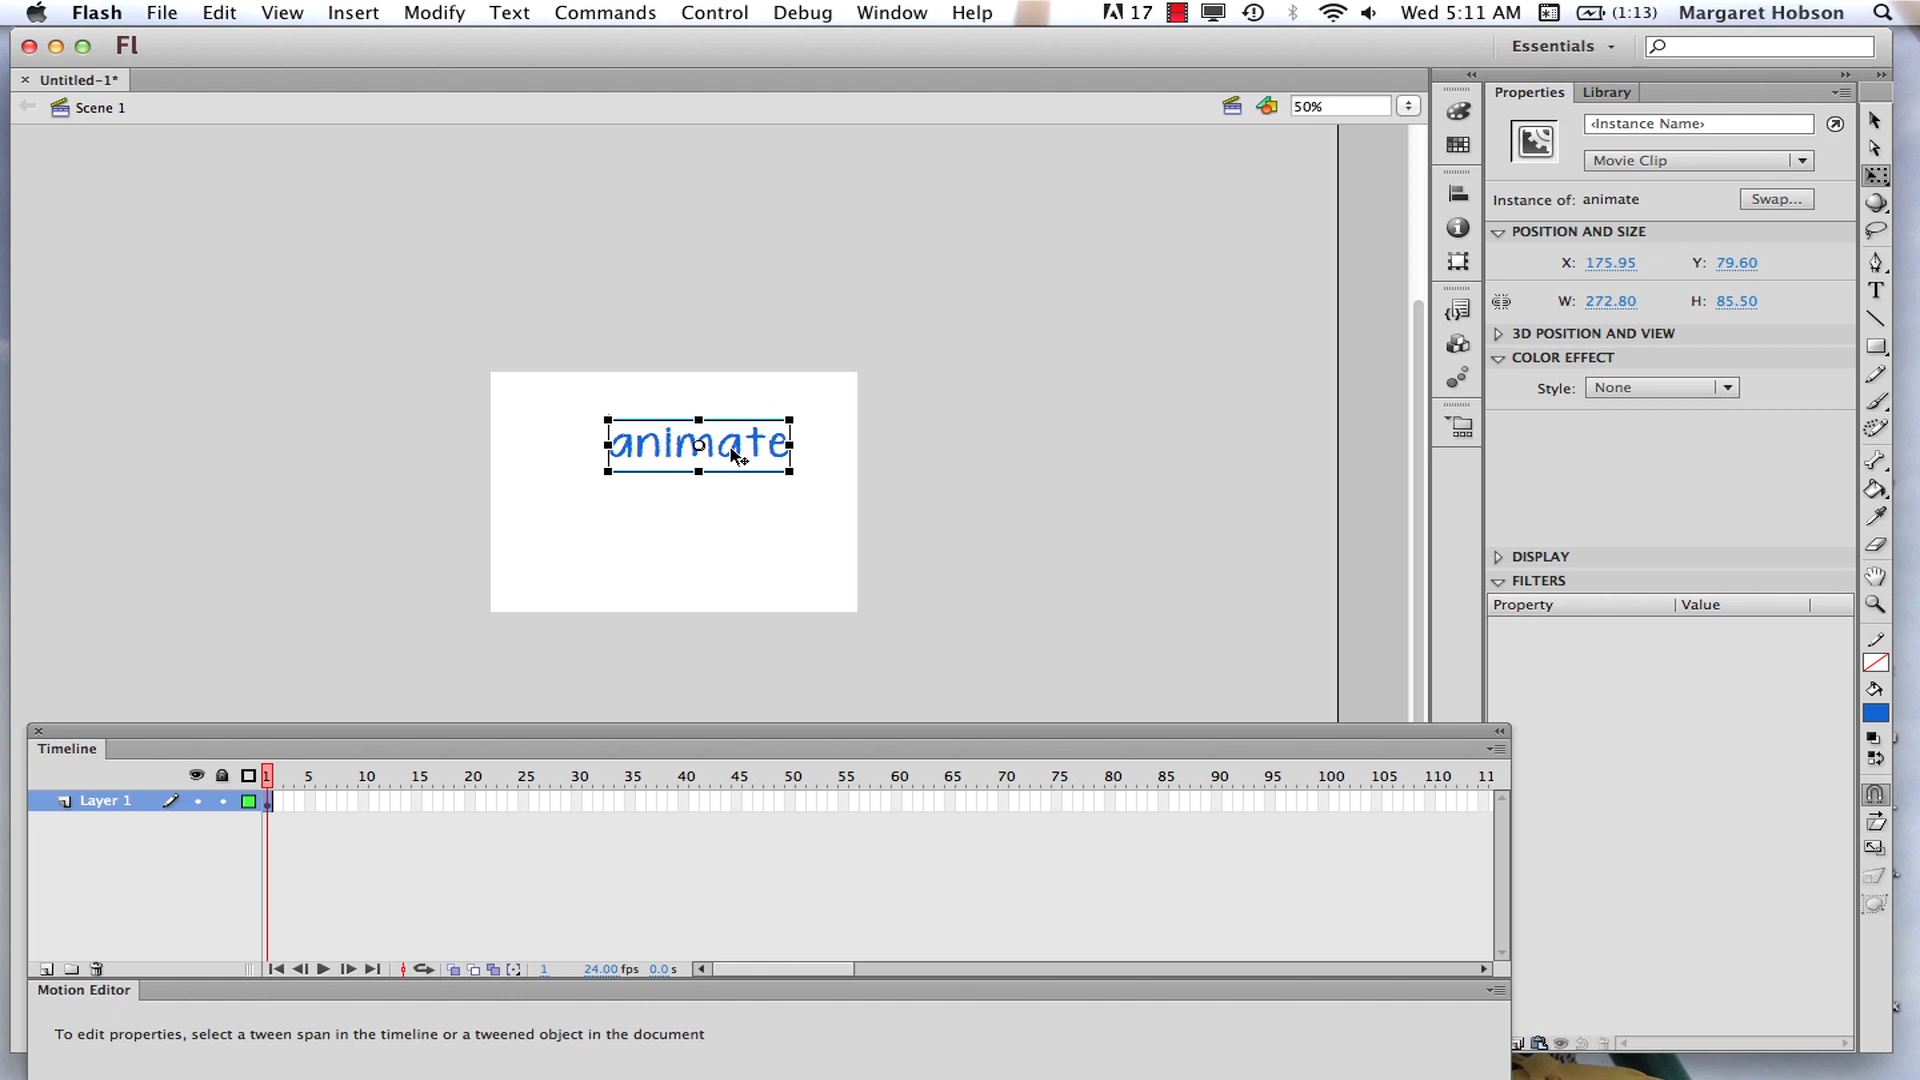 Flash File Edit View Insert Modify Text Commands Control Debug Window Help 17 Wed 5:11 AM (1:13) Margaret Hobson
Fl Essentials
Untitled-1*
Scene 1 50%
Properties Library
‹Instance Name›
Movie Clip
Instance of: animate Swap...
POSITION AND SIZE
X: 175.95 Y: 79.60
W: 272.80 H: 85.50
3D POSITION AND VIEW
COLOR EFFECT
Style: None
DISPLAY
FILTERS
Property Value
animate
Timeline
1 5 10 15 20 25 30 35 40 45 50 55 60 65 70 75 80 85 90 95 100 105 110 11
Layer 1
1 24.00 fps 0.0 s
Motion Editor
To edit properties, select a tween span in the timeline or a tweened object in the document